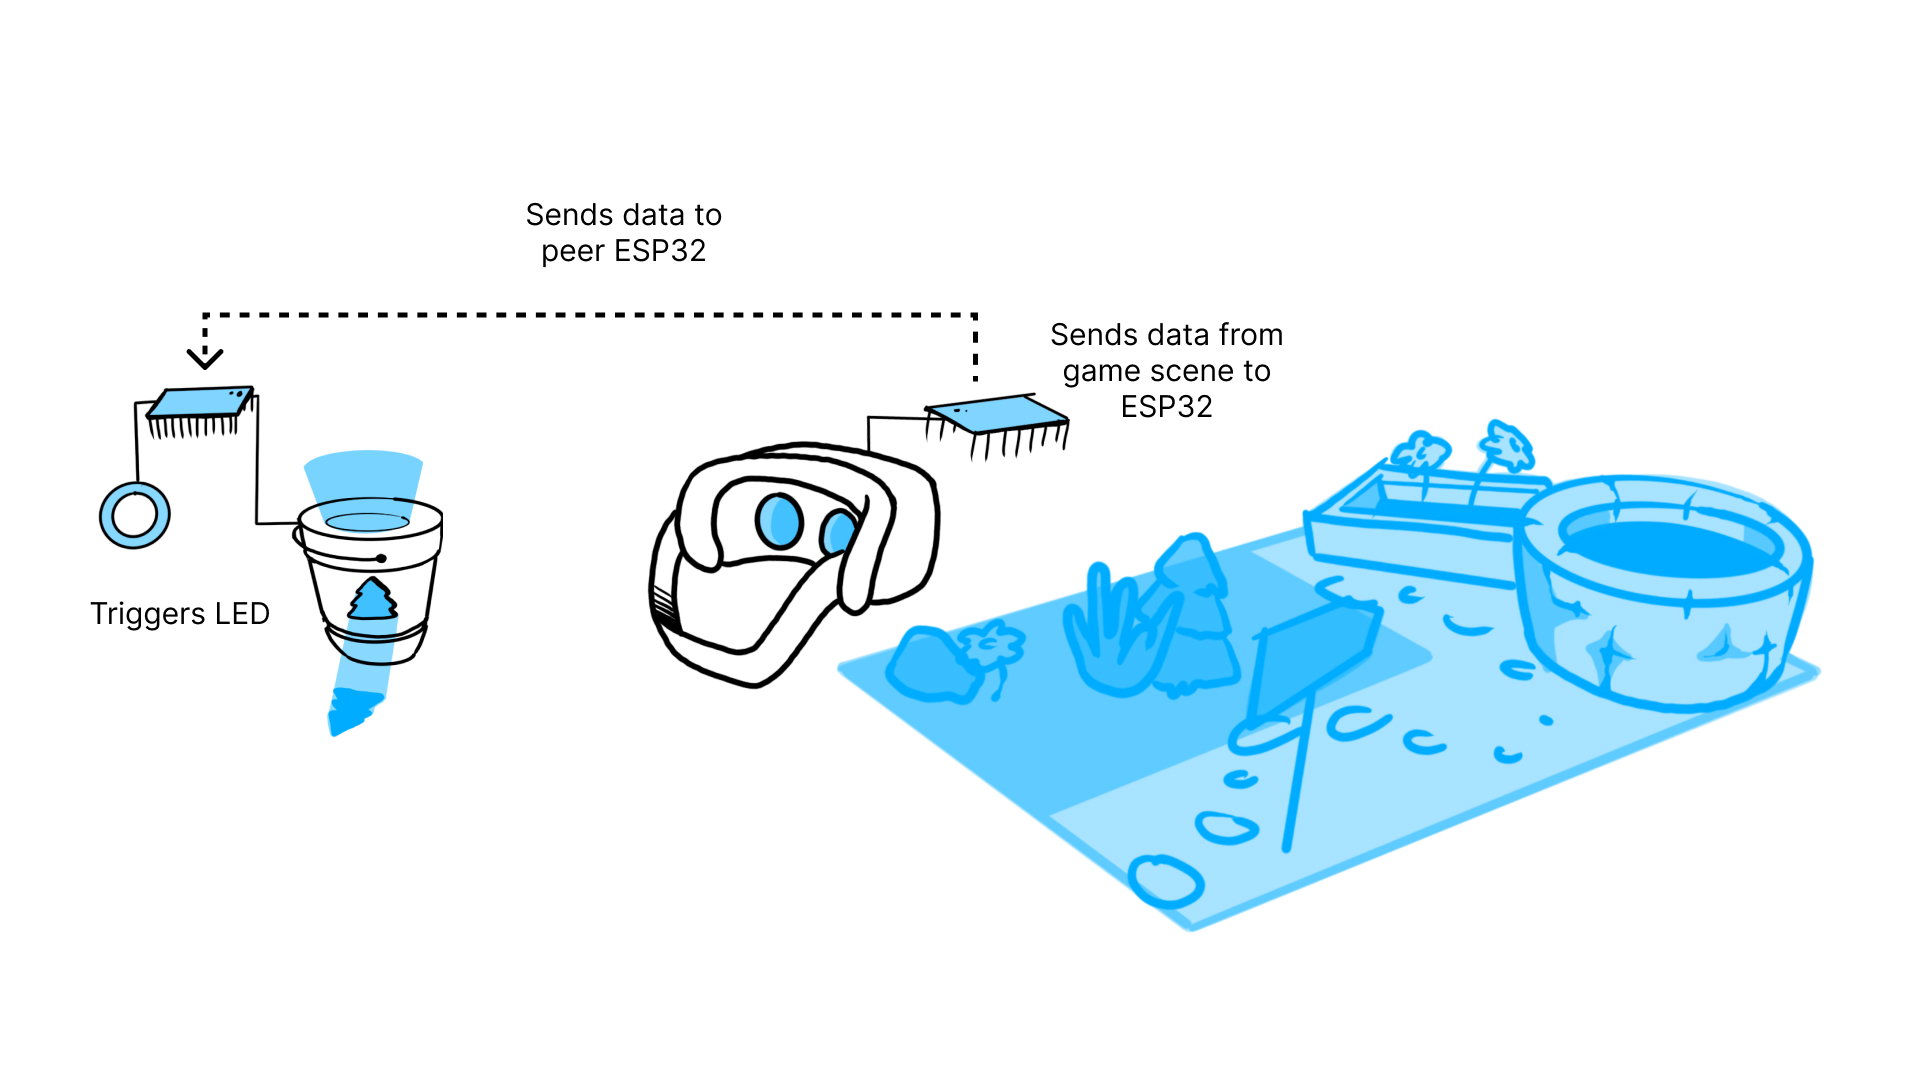 Sends data to
peer ESP32
Sends data from
game scene to
ESP32
Triggers LED